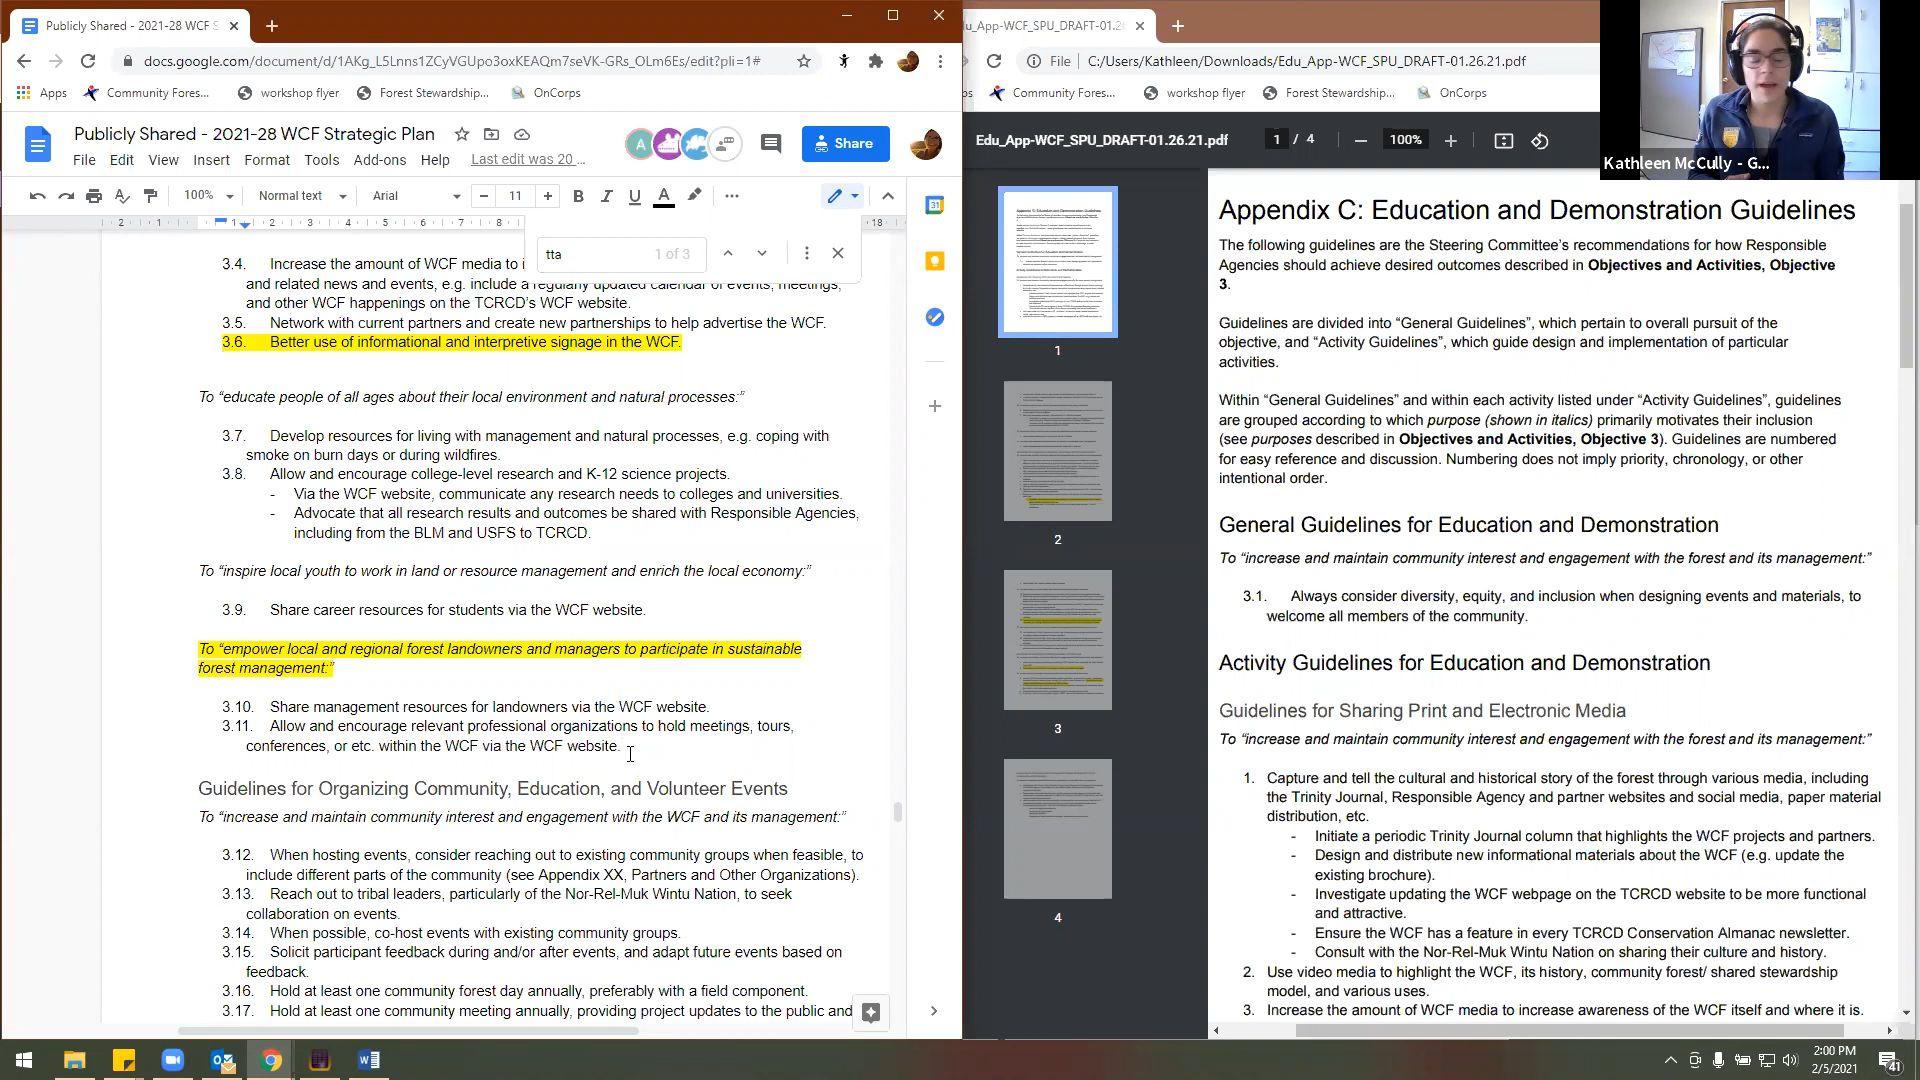 Publicly Shared - 2021-28 WCF S
docs.google.com/document/d/1AKg_L5Lnns1ZCyVGUpo3oxKEAQm7seVK-GRs_OLm6Es/edit?pli=1#
Apps
Community Fores...
workshop flyer
Forest Stewardship...
OnCorps
Publicly Shared - 2021-28 WCF Strategic Plan
File Edit View Insert Format Tools Add-ons Help Last edit was 20 ...
A
Share
100% Normal text Arial 11
B I U A
2 1 1 2 3 4 5 6 7 18
tta 1 of 3
3.4. Increase the amount of WCF media to i
and related news and events, e.g. include a regularly updated calendar of events, meetings,
and other WCF happenings on the TCRCD's WCF website.
3.5. Network with current partners and create new partnerships to help advertise the WCF.
3.6. Better use of informational and interpretive signage in the WCF.
To “educate people of all ages about their local environment and natural processes:”
3.7. Develop resources for living with management and natural processes, e.g. coping with
smoke on burn days or during wildfires.
3.8. Allow and encourage college-level research and K-12 science projects.
- Via the WCF website, communicate any research needs to colleges and universities.
- Advocate that all research results and outcomes be shared with Responsible Agencies,
including from the BLM and USFS to TCRCD.
To “inspire local youth to work in land or resource management and enrich the local economy:”
3.9. Share career resources for students via the WCF website.
To “empower local and regional forest landowners and managers to participate in sustainable
forest management:”
3.10. Share management resources for landowners via the WCF website.
3.11. Allow and encourage relevant professional organizations to hold meetings, tours,
conferences, or etc. within the WCF via the WCF website.
Guidelines for Organizing Community, Education, and Volunteer Events
To “increase and maintain community interest and engagement with the WCF and its management:”
3.12. When hosting events, consider reaching out to existing community groups when feasible, to
include different parts of the community (see Appendix XX, Partners and Other Organizations).
3.13. Reach out to tribal leaders, particularly of the Nor-Rel-Muk Wintu Nation, to seek
collaboration on events.
3.14. When possible, co-host events with existing community groups.
3.15. Solicit participant feedback during and/or after events, and adapt future events based on
feedback.
3.16. Hold at least one community forest day annually, preferably with a field component.
3.17. Hold at least one community meeting annually, providing project updates to the public and
du_App-WCF_SPU_DRAFT-01.26
File C:/Users/Kathleen/Downloads/Edu_App-WCF_SPU_DRAFT-01.26.21.pdf
ps
Community Fores...
workshop flyer
Forest Stewardship...
OnCorps
Edu_App-WCF_SPU_DRAFT-01.26.21.pdf
1 / 4
100%
Kathleen McCully - G...
1
2
3
4
Appendix C: Education and Demonstration Guidelines
The following guidelines are the Steering Committee's recommendations for how Responsible
Agencies should achieve desired outcomes described in Objectives and Activities, Objective
3.
Guidelines are divided into “General Guidelines”, which pertain to overall pursuit of the
objective, and “Activity Guidelines”, which guide design and implementation of particular
activities.
Within “General Guidelines” and within each activity listed under “Activity Guidelines”, guidelines
are grouped according to which purpose (shown in italics) primarily motivates their inclusion
(see purposes described in Objectives and Activities, Objective 3). Guidelines are numbered
for easy reference and discussion. Numbering does not imply priority, chronology, or other
intentional order.
General Guidelines for Education and Demonstration
To “increase and maintain community interest and engagement with the forest and its management:”
3.1. Always consider diversity, equity, and inclusion when designing events and materials, to
welcome all members of the community.
Activity Guidelines for Education and Demonstration
Guidelines for Sharing Print and Electronic Media
To “increase and maintain community interest and engagement with the forest and its management:”
1. Capture and tell the cultural and historical story of the forest through various media, including
the Trinity Journal, Responsible Agency and partner websites and social media, paper material
distribution, etc.
- Initiate a periodic Trinity Journal column that highlights the WCF projects and partners.
- Design and distribute new informational materials about the WCF (e.g. update the
existing brochure).
- Investigate updating the WCF webpage on the TCRCD website to be more functional
and attractive.
- Ensure the WCF has a feature in every TCRCD Conservation Almanac newsletter.
- Consult with the Nor-Rel-Muk Wintu Nation on sharing their culture and history.
2. Use video media to highlight the WCF, its history, community forest/ shared stewardship
model, and various uses.
3. Increase the amount of WCF media to increase awareness of the WCF itself and where it is.
2:00 PM
2/5/2021
41